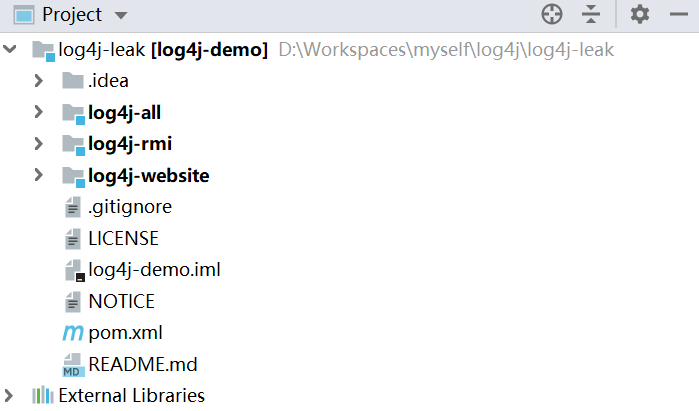 Project
log4j-leak [log4j-demo] D:\Workspaces\myself\log4j\log4j-leak
.idea
log4j-all
log4j-rmi
log4j-website
.gitignore
LICENSE
log4j-demo.iml
NOTICE
m pom.xml
MD README.md
External Libraries